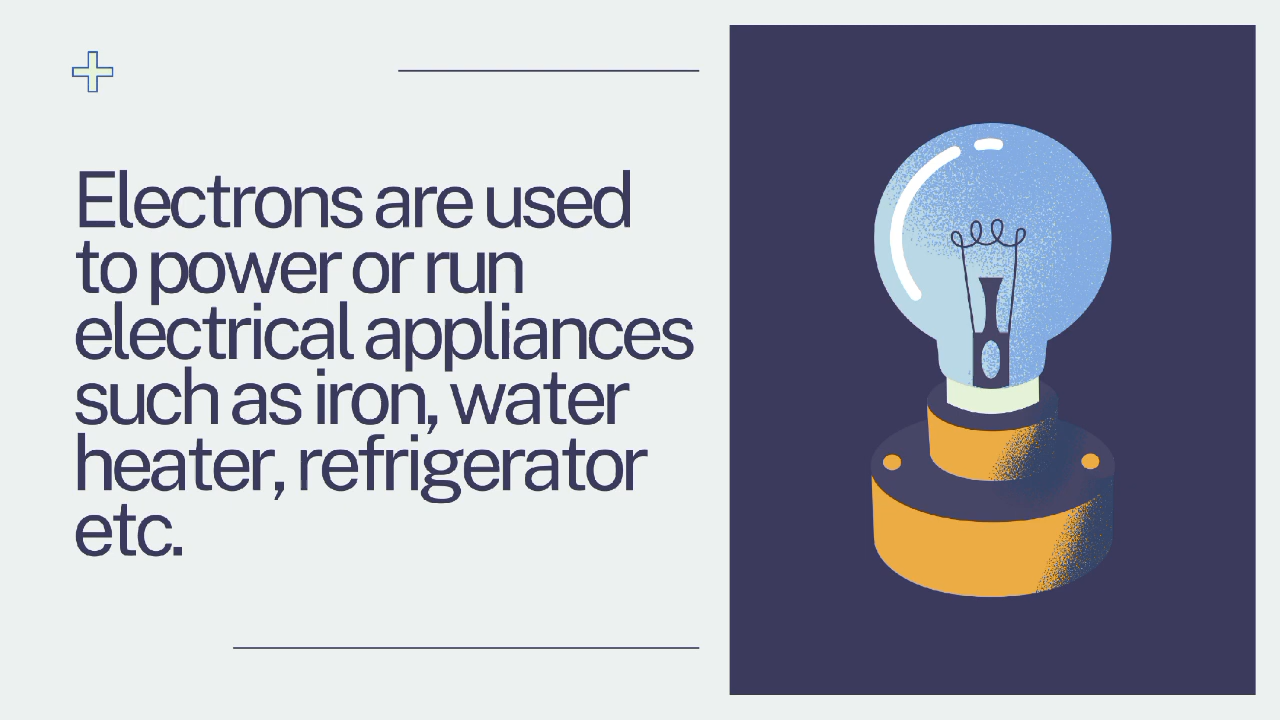 Electrons are used
to power or run
electrical appliances
such as iron, water
heater, refrigerator
etc.